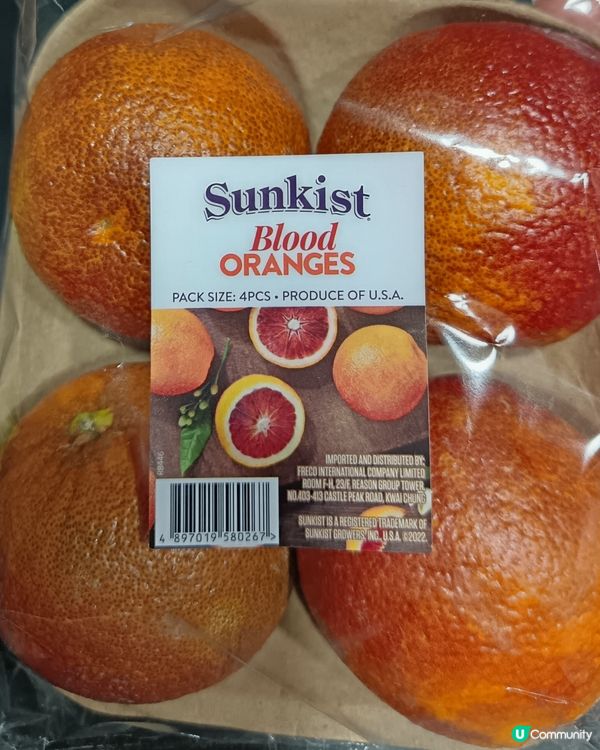 Sunkist
Blood
ORANGES
PACK SIZE: 4PCS • PRODUCE OF U.S.A.
IMPORTED AND DISTRIBUTED BY:
FRECO INTERNATIONAL COMPANY LIMITED
ROOM F-H, 23/F, REASON GROUP TOWER,
NO.403-413 CASTLE PEAK ROAD, KWAI CHUNG
SUNKIST IS A REGISTERED TRADEMARK OF
SUNKIST GROWERS, INC., U.S.A. ©2022.
RB446
4 897019 580267 >
U Community